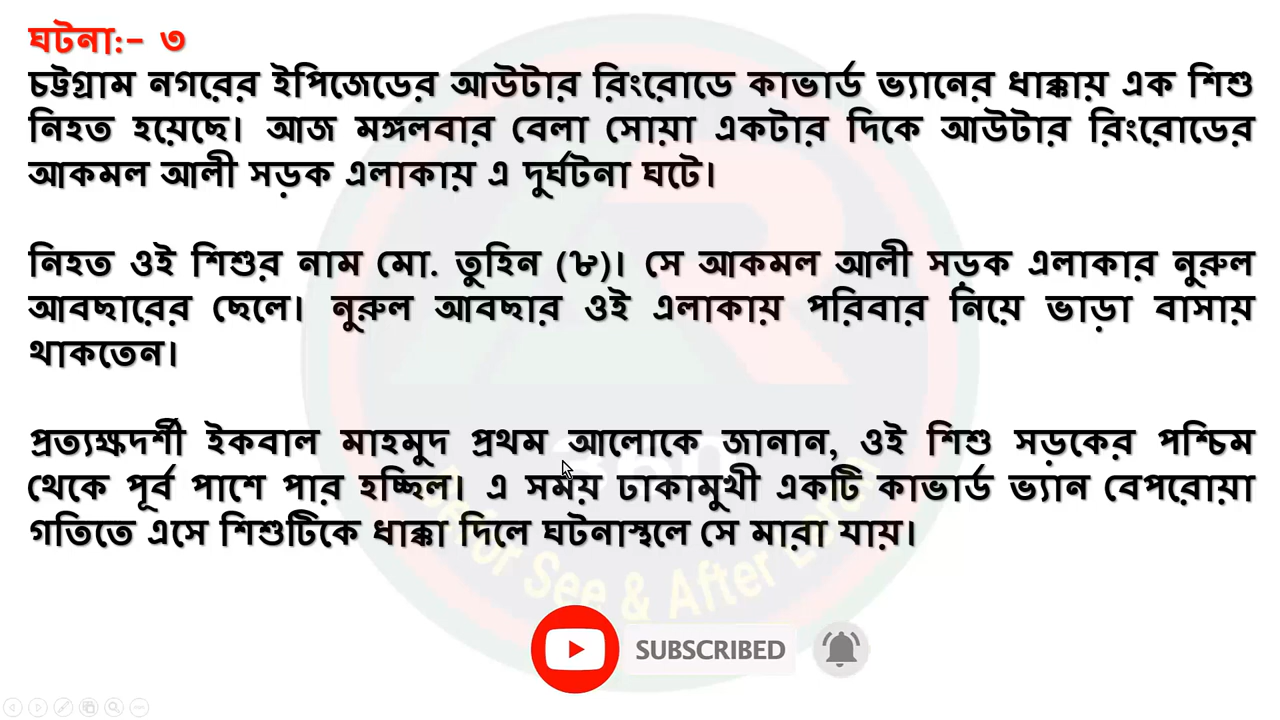 ঘটনা:- ৩
চট্টগ্রাম নগরের ইপিজেডের আউটার রিংরোডে কাভার্ড ভ্যানের ধাক্কায় এক শিশু
নিহত হয়েছে। আজ মঙ্গলবার বেলা সোয়া একটার দিকে আউটার রিংরোডের
আকমল আলী সড়ক এলাকায় এ দুর্ঘটনা ঘটে।
নিহত ওই শিশুর নাম মো. তুহিন (৮)। সে আকমল আলী সড়ক এলাকার নুরুল
আবছারের ছেলে। নুরুল আবছার ওই এলাকায় পরিবার নিয়ে ভাড়া বাসায়
থাকতেন।
প্রত্যক্ষদর্শী ইকবাল মাহমুদ প্রথম আলোকে জানান, ওই শিশু সড়কের পশ্চিম
থেকে পূর্ব পাশে পার হচ্ছিল। এ সময় ঢাকামুখী একটি কাভার্ড ভ্যান বেপরোয়া
গতিতে এসে শিশুটিকে ধাক্কা দিলে ঘটনাস্থলে সে মারা যায়।
See & After
SUBSCRIBED